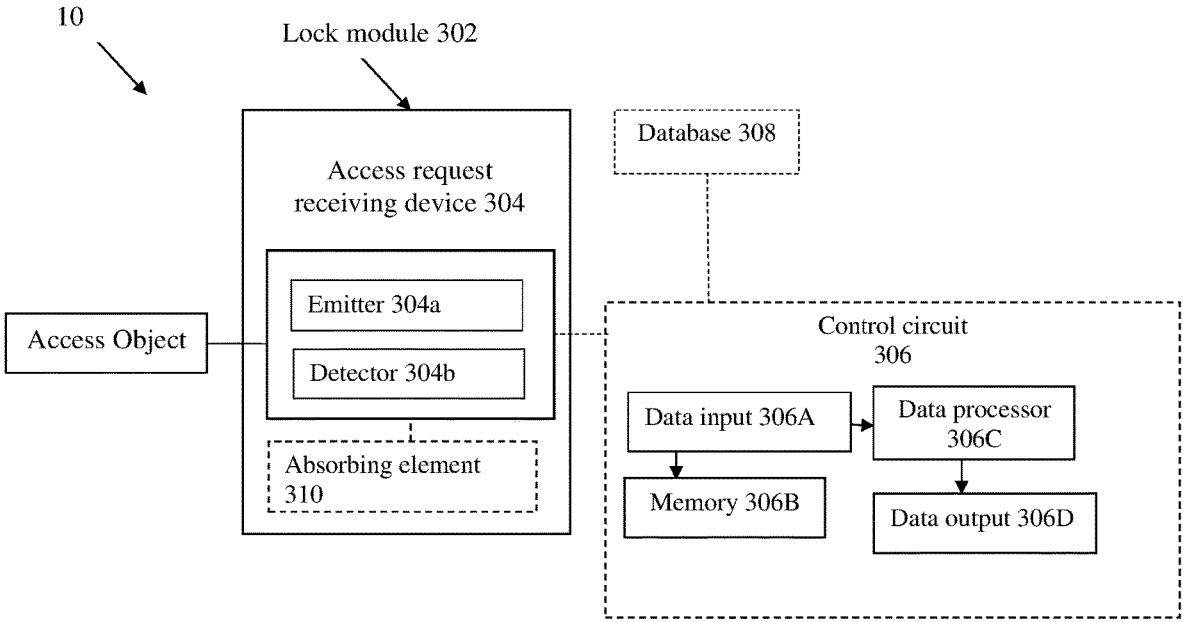 10
Lock module 302
Database 308
Access request
receiving device 304
Emitter 304a
Detector 304b
Access Object
Absorbing element
310
Control circuit
306
Data input 306A
Data processor
306C
Memory 306B
Data output 306D